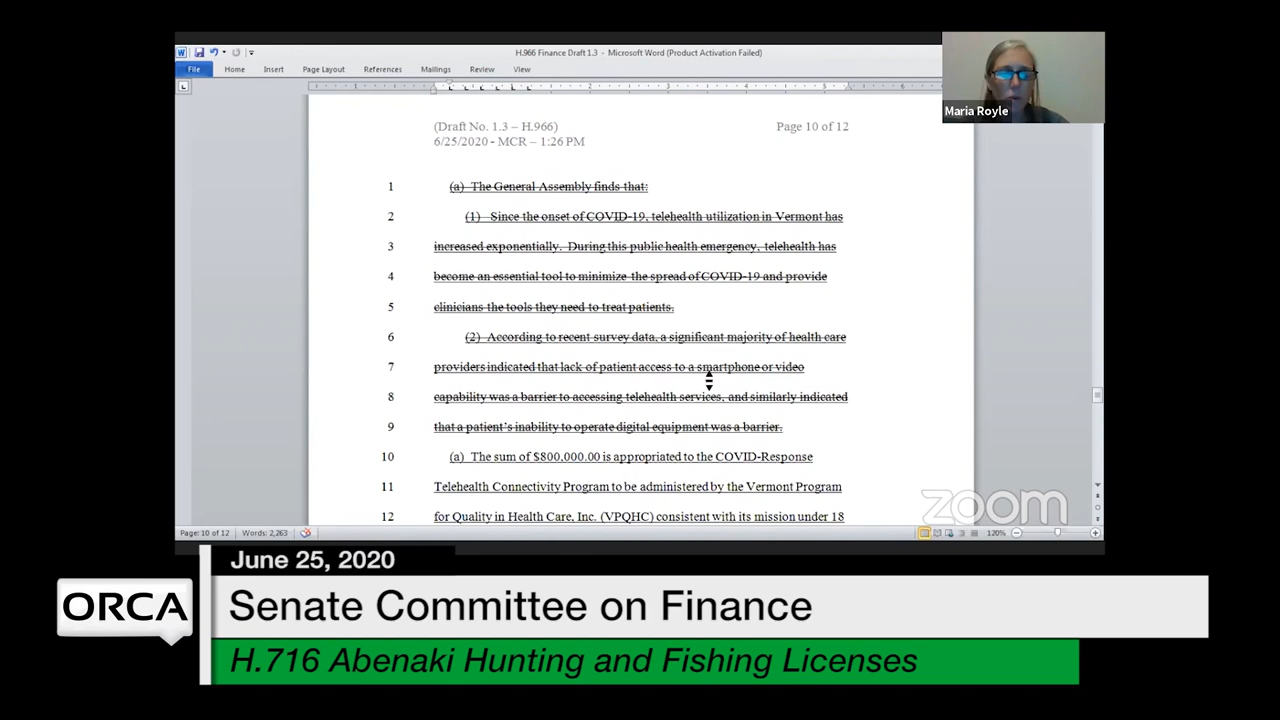 H.966 Finance Draft 1.3 - Microsoft Word (Product Activation Failed)
File Home Insert Page Layout References Mailings Review View
Maria Royle
(Draft No. 1.3 – H.966) Page 10 of 12
6/25/2020 - MCR – 1:26 PM
1 (a) The General Assembly finds that:
2 (1) Since the onset of COVID-19, telehealth utilization in Vermont has
3 increased exponentially. During this public health emergency, telehealth has
4 become an essential tool to minimize the spread of COVID-19 and provide
5 clinicians the tools they need to treat patients.
6 (2) According to recent survey data, a significant majority of health care
7 providers indicated that lack of patient access to a smartphone or video
8 capability was a barrier to accessing telehealth services, and similarly indicated
9 that a patient's inability to operate digital equipment was a barrier.
10 (a) The sum of $800,000.00 is appropriated to the COVID-Response
11 Telehealth Connectivity Program to be administered by the Vermont Program
12 for Quality in Health Care, Inc. (VPQHC) consistent with its mission under 18
zoom
Page: 10 of 12 Words: 2,263 120%
June 25, 2020
ORCA
Senate Committee on Finance
H.716 Abenaki Hunting and Fishing Licenses